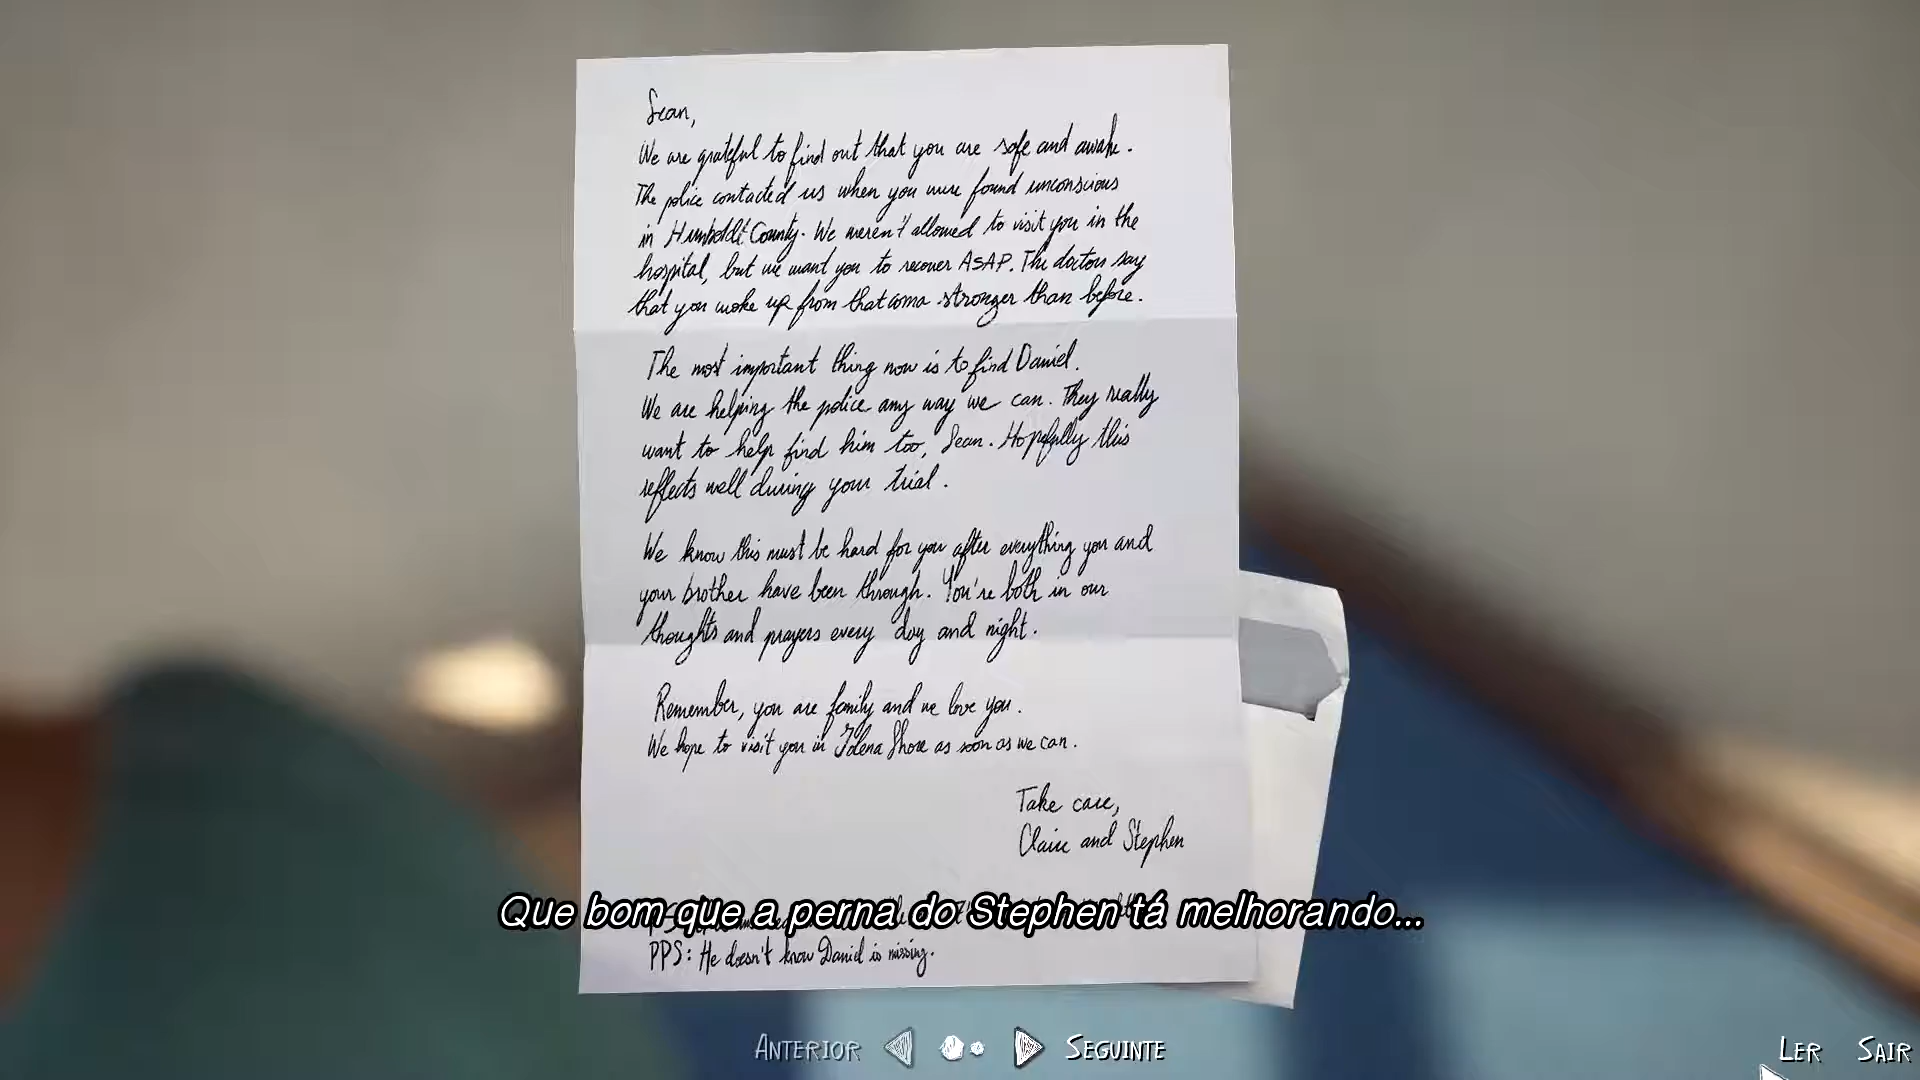 Sean,
We are grateful to find out that you are safe and awake.
The police contacted us when you were found unconscious
in Humboldt County. We weren't allowed to visit you in the
hospital, but we want you to recover ASAP. The doctors say
that you woke up from that coma stronger than before.
The most important thing now is to find Daniel.
We are helping the police any way we can. They really
want to help find him too, Sean. Hopefully this
reflects well during your trial.
We know this must be hard for you after everything you and
your brother have been through. You're both in our
thoughts and prayers every day and night.
Remember, you are family and we love you.
We hope to visit you in Joena Shore as soon as we can.
Take care,
Claire and Stephen
Que bom que a perna do Stephen tá melhorando...
PPS: He doesn't know Daniel is missing.
ANTERIOR SEGUINTE
LER SAIR